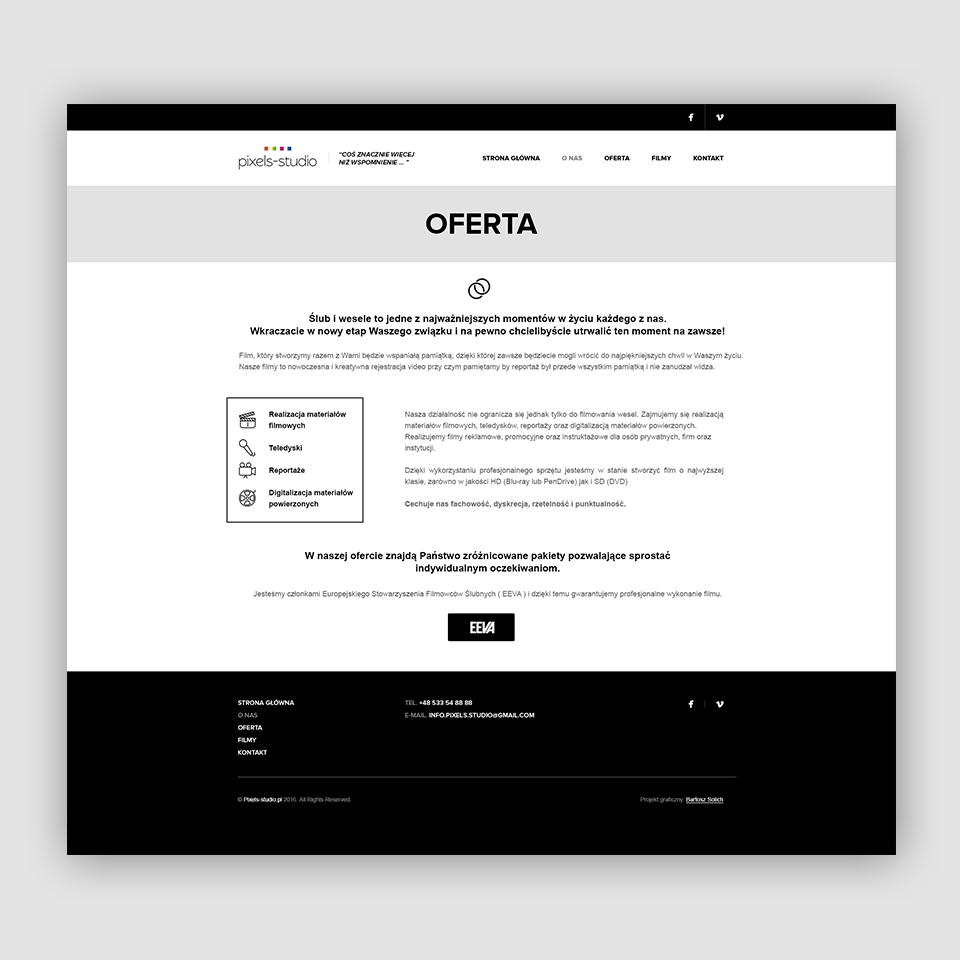 pixels-studio
"COŚ ZNACZNIE WIĘCEJ
NIŻ WSPOMNIENIE ... "
STRONA GŁÓWNA
O NAS
OFERTA
FILMY
KONTAKT
OFERTA
Ślub i wesele to jedne z najważniejszych momentów w życiu każdego z nas.
Wkraczacie w nowy etap Waszego związku i na pewno chcielibyście utrwalić ten moment na zawsze!
Film, który stworzymy razem z Wami będzie wspaniałą pamiątką, dzięki której zawsze będziecie mogli wrócić do najpiękniejszych chwil w Waszym życiu.
Nasze filmy to nowoczesna i kreatywna rejestracja video przy czym pamiętamy by reportaż był przede wszystkim pamiątką i nie zanudzał widza.
Realizacja materiałów
filmowych
Teledyski
Reportaże
Digitalizacja materiałów
powierzonych
Nasza działalność nie ogranicza się jednak tylko do filmowania wesel. Zajmujemy się realizacją
materiałów filmowych, teledysków, reportaży oraz digitalizacją materiałów powierzonych.
Realizujemy filmy reklamowe, promocyjne oraz instruktażowe dla osób prywatnych, firm oraz
instytucji.
Dzięki wykorzystaniu profesjonalnego sprzętu jesteśmy w stanie stworzyć film o najwyższej
klasie, zarówno w jakości HD (Blu-ray lub PenDrive) jak i SD (DVD)
Cechuje nas fachowość, dyskrecja, rzetelność i punktualność.
W naszej ofercie znajdą Państwo zróżnicowane pakiety pozwalające sprostać
indywidualnym oczekiwaniom.
Jesteśmy członkami Europejskiego Stowarzyszenia Filmowców Ślubnych ( EEVA ) i dzięki temu gwarantujemy profesjonalne wykonanie filmu.
EEVA
STRONA GŁÓWNA
O NAS
OFERTA
FILMY
KONTAKT
TEL. +48 533 54 88 88
E-MAIL. INFO.PIXELS.STUDIO@GMAIL.COM
© Pixels-studio.pl 2016. All Rights Reserved.
Projekt graficzny: Bartosz Solich